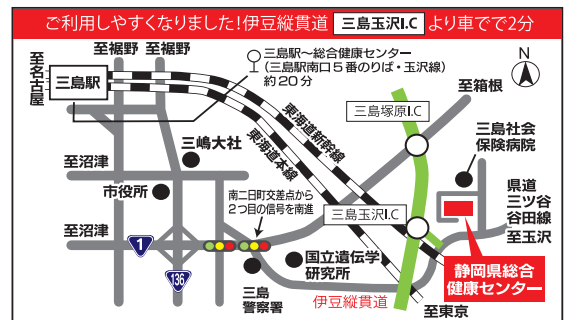 ご利用しやすくなりました!伊豆縦貫道 三島玉沢I.C より車でで2分
至裾野
至裾野
三島駅～総合健康センター
（三島駅南口５番のりば・玉沢線）
約２０分
N
至名古屋
三島駅
至箱根
三島塚原I.C
東海道新幹線
東海道本線
三嶋大社
三島社会
保険病院
至沼津
市役所
南二日町交差点から
２つ目の信号を南進
三島玉沢I.C
県道
三ツ谷
谷田線
至玉沢
至沼津
1
136
国立遺伝学
研究所
静岡県総合
健康センター
三島
警察署
伊豆縦貫道
至東京